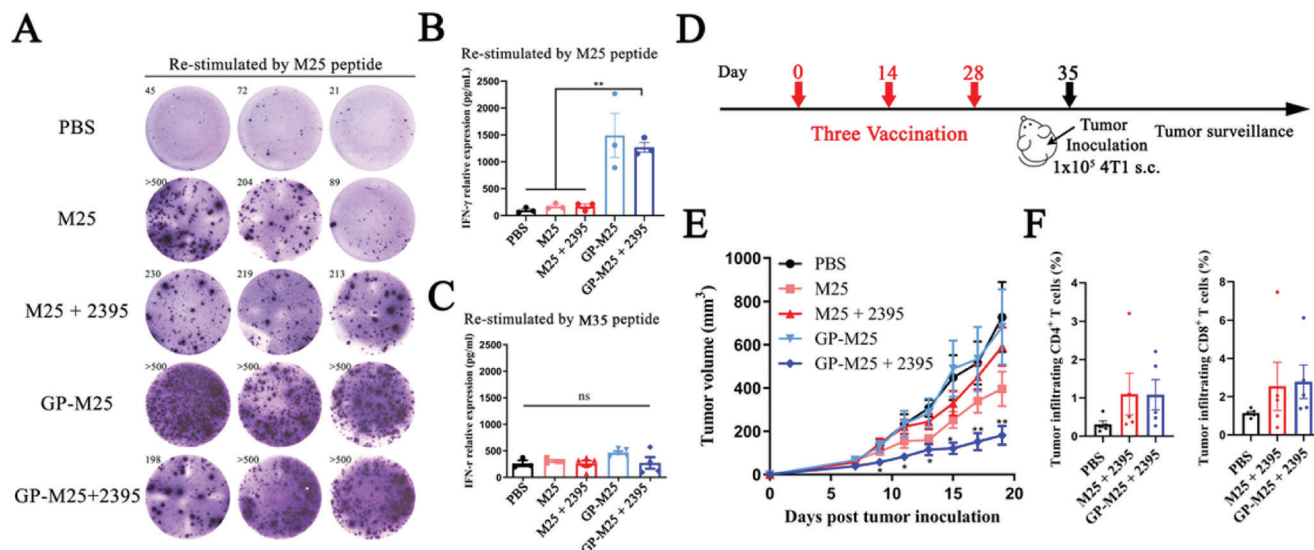 A
Re-stimulated by M25 peptide
PBS
45
72
21
M25
>500
204
89
M25 + 2395
230
219
213
GP-M25
>500
>500
>500
GP-M25+2395
198
>500
>500
B
Re-stimulated by M25 peptide
IFN-γ relative expression (pg/mL)
2500
2000
1500
1000
500
0
**
PBS
M25
M25 + 2395
GP-M25
GP-M25 + 2395
C
Re-stimulated by M35 peptide
IFN-r relative expression (pg/ml)
2500
2000
1500
1000
500
0
ns
PBS
M25
M25 + 2395
GP-M25
GP-M25 + 2395
D
Day
0
14
28
35
Three Vaccination
Tumor
Inoculation
1x10⁵ 4T1 s.c.
Tumor surveillance
E
Tumor volume (mm³)
1000
800
600
400
200
0
PBS
M25
M25 + 2395
GP-M25
GP-M25 + 2395
*
*
*
*
**
**
0
5
10
15
20
Days post tumor inoculation
F
Tumor infiltrating CD4⁺ T cells (%)
4
3
2
1
0
PBS
M25 + 2395
GP-M25 + 2395
Tumor infiltrating CD8⁺ T cells (%)
8
6
4
2
0
PBS
M25 + 2395
GP-M25 + 2395